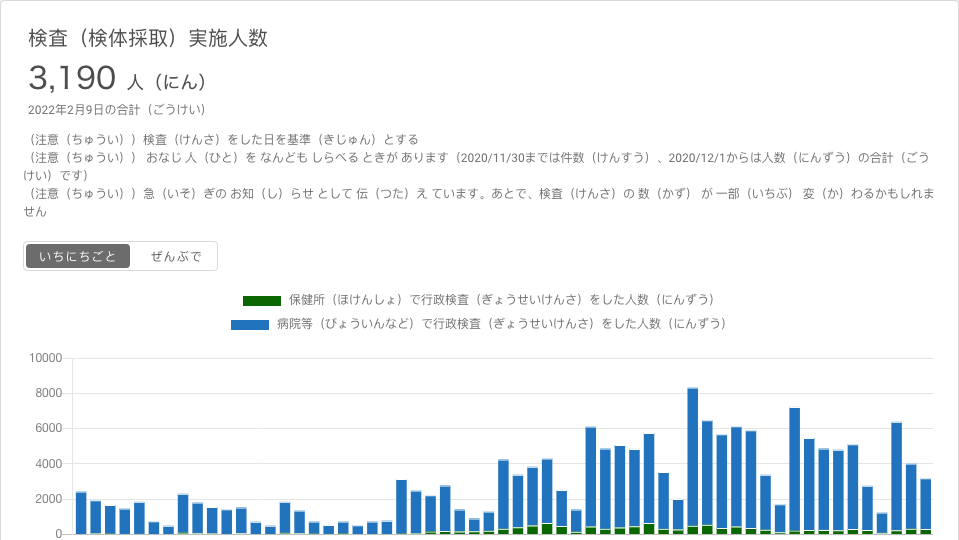 検査（検体採取）実施人数
3,190 人（にん）
2022年2月9日の合計（ごうけい）
（注意（ちゅうい））検査（けんさ）をした日を基準（きじゅん）とする
（注意（ちゅうい）） おなじ 人（ひと）を なんども しらべる ときが あります（2020/11/30までは件数（けんすう）、2020/12/1からは人数（にんずう）の合計（ごう
けい）です）
（注意（ちゅうい））急（いそ）ぎの お知（し）らせ として 伝（つた）え ています。あとで、検査（けんさ）の 数（かず） が 一部（いちぶ） 変（か）わるかもしれま
せん
いちにちごと ぜんぶで
保健所（ほけんしょ）で行政検査（ぎょうせいけんさ）をした人数（にんずう）
病院等（びょういんなど）で行政検査（ぎょうせいけんさ）をした人数（にんずう）
10000
8000
6000
4000
2000
0